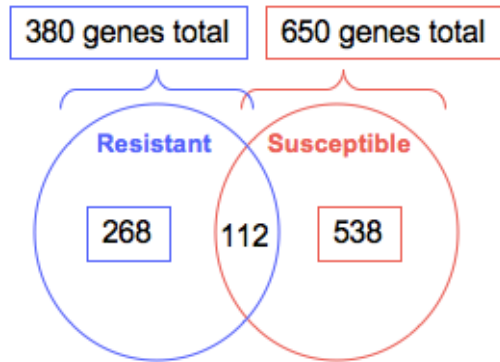 380 genes total 650 genes total
Resistant Susceptible
268 112 538